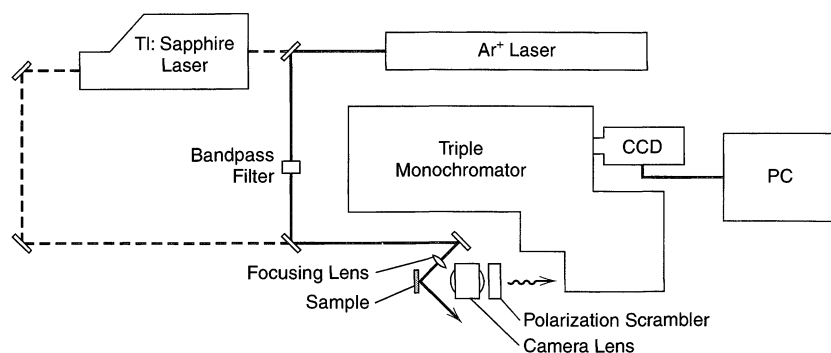 TI: Sapphire
Laser
Ar+ Laser
Bandpass
Filter
Triple
Monochromator
CCD
PC
Focusing Lens
Sample
Polarization Scrambler
Camera Lens